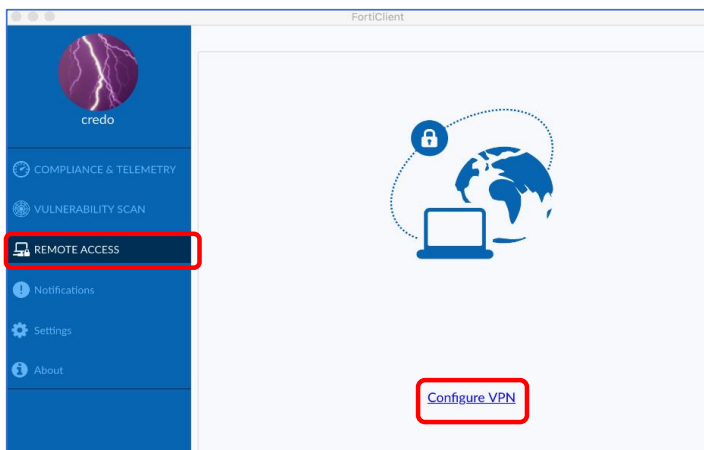 FortiClient
credo
COMPLIANCE & TELEMETRY
VULNERABILITY SCAN
REMOTE ACCESS
Notifications
Settings
About
Configure VPN